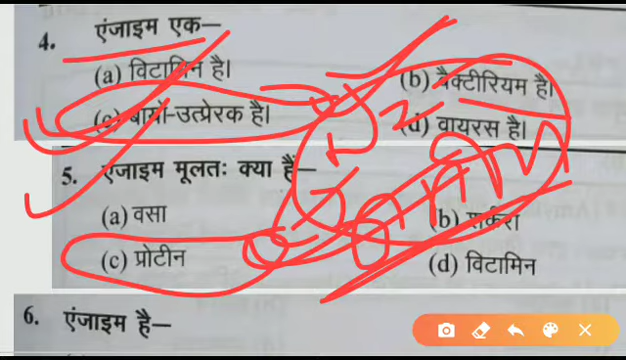 4. एंजाइम एक–
(a) विटामिन है।
(b) बैक्टीरियम है।
(c) बायो-उत्प्रेरक है।
(d) वायरस है।
5. एंजाइम मूलतः क्या हैं–
(a) वसा
(b) शर्करा
(c) प्रोटीन
(d) विटामिन
6. एंजाइम है–